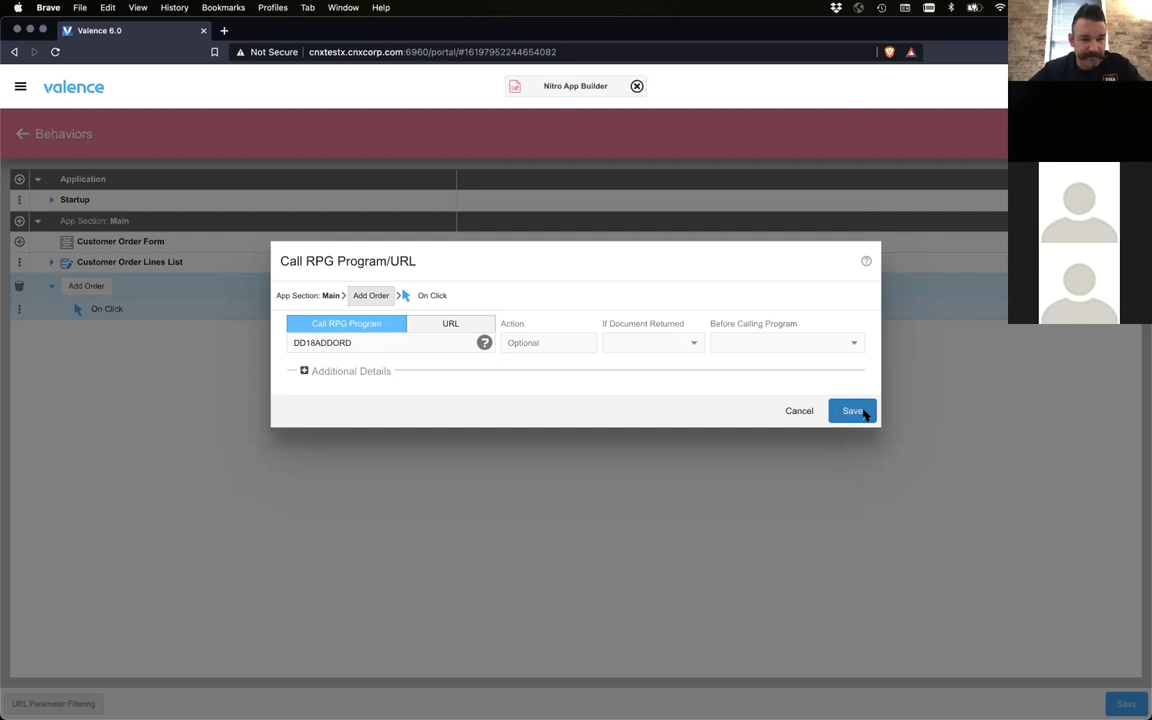 Brave File Edit View History Bookmarks Profiles Tab Window Help
Valence 6.0
Not Secure cnxtestx.cnxcorp.com:6960/portal/#16197952244654082
valence
Nitro App Builder
Behaviors
Application
Startup
App Section: Main
Customer Order Form
Customer Order Lines List
Add Order
On Click
Call RPG Program/URL
App Section: Main Add Order On Click
Call RPG Program URL Action If Document Returned Before Calling Program
DD18ADDORD Optional
Additional Details
Cancel Save
URL Parameter Filtering Save